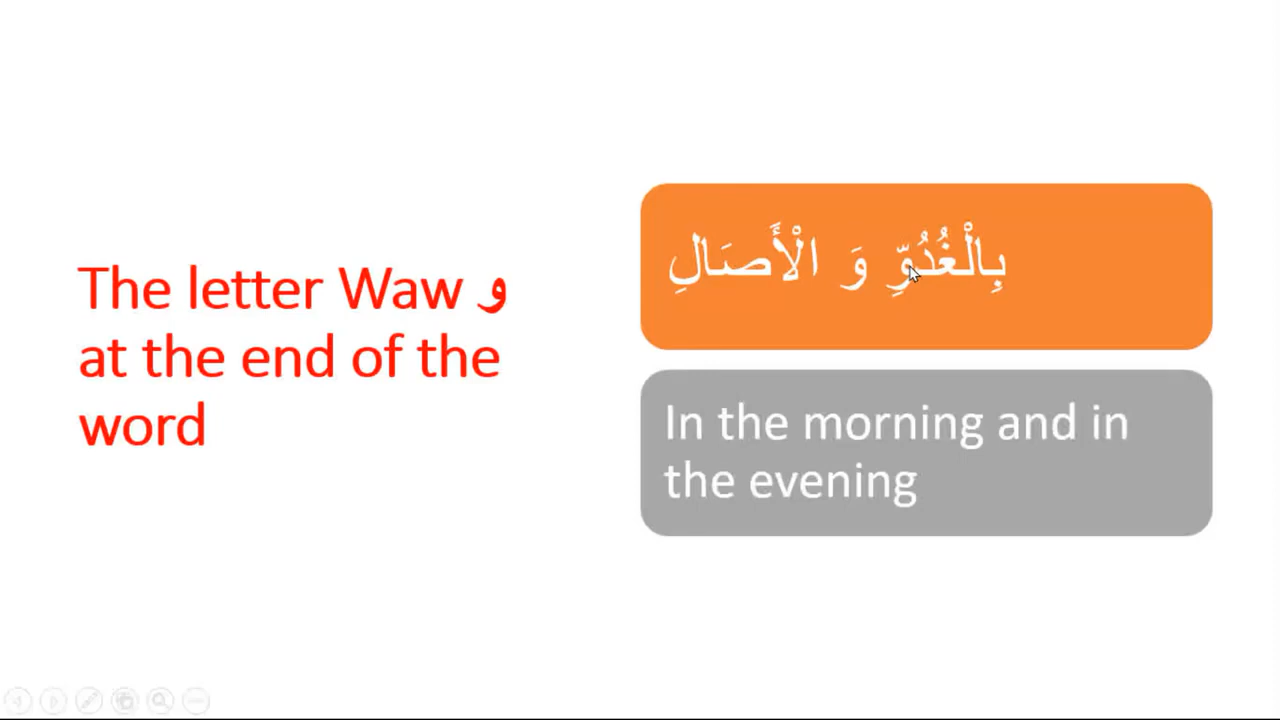 The letter Waw و
at the end of the
word
بِالْغُدُوِّ وَ الْأَصَالِ
In the morning and in
the evening